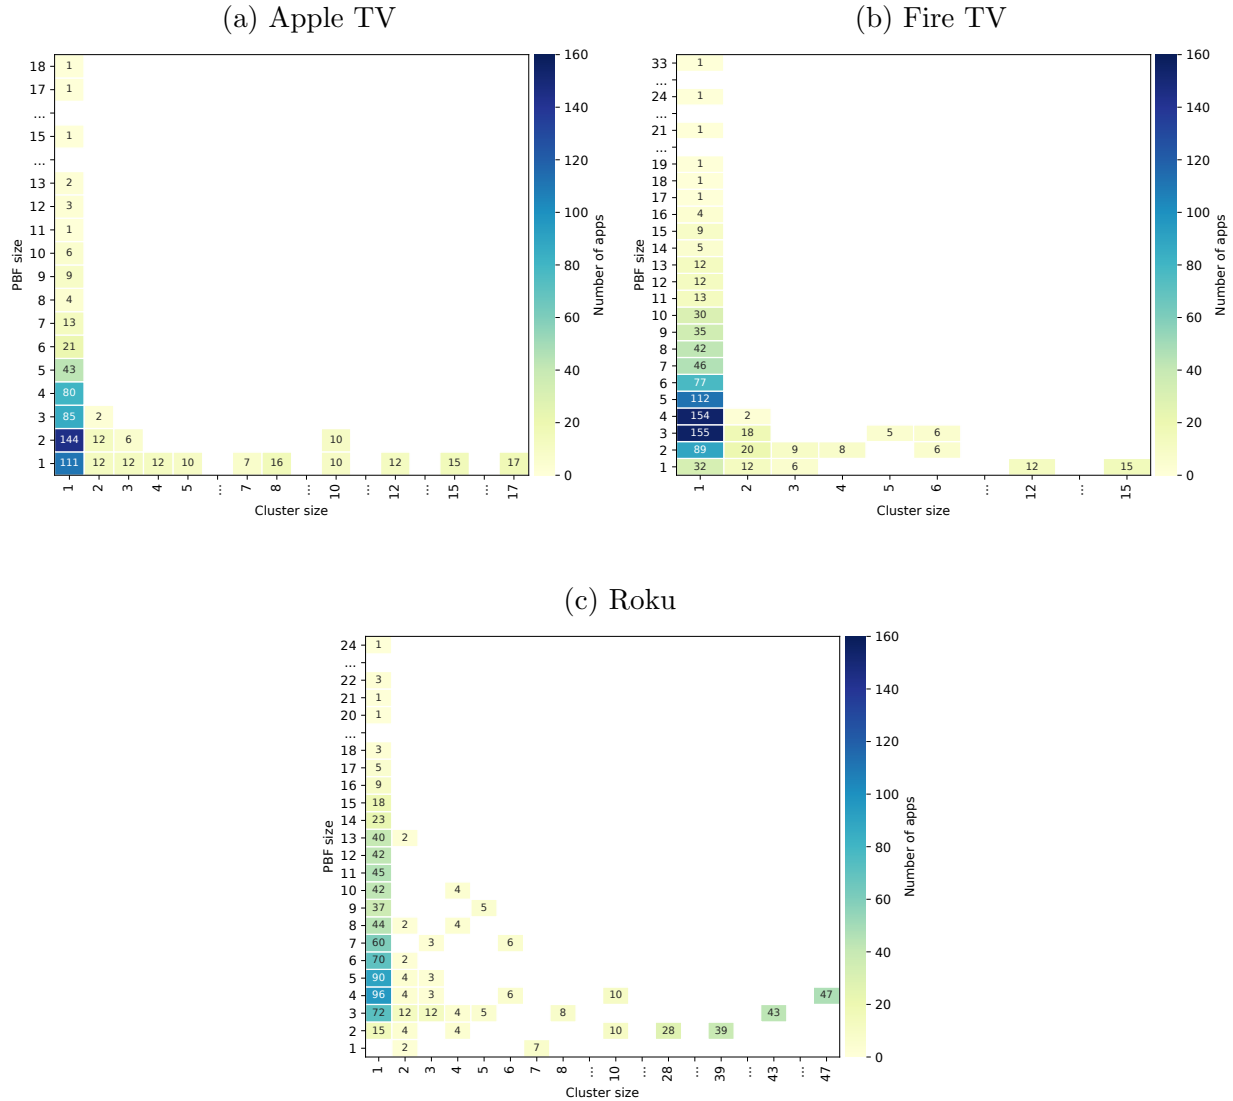 (a) Apple TV
18 1 160
17 1
... 140
15 1
... 120
13 2
12 3 100
11 1
10 6
9 9 80
8 4
7 13 60
6 21
5 43 40
4 80
3 85 2 20
2 144 12 6 10
1 111 12 12 12 10 7 16 10 12 15 17 0
1 2 3 4 5 ... 7 8 ... 10 ... 12 ... 15 ... 17
Cluster size
PBF size
Number of apps
(b) Fire TV
33 1 160
...
24 1 140
...
21 1
... 120
19 1
18 1
17 1
16 4 100
15 9
14 5
13 12 80
12 12
11 13
10 30 60
9 35
8 42
7 46 40
6 77
5 112
4 154 2 20
3 155 18 5 6
2 89 20 9 8 6
1 32 12 6 12 15 0
1 2 3 4 5 6 ... 12 ... 15
Cluster size
PBF size
Number of apps
(c) Roku
24 1 160
...
22 3
21 1 140
20 1
...
18 3 120
17 5
16 9
15 18 100
14 23
13 40 2
12 42 80
11 45
10 42 4
9 37 5 60
8 44 2 4
7 60 3 6
6 70 2 40
5 90 4 3
4 96 4 3 6 10 47
3 72 12 12 4 5 8 43 20
2 15 4 4 10 28 39
1 2 7 0
1 2 3 4 5 6 7 8 ... 10 ... 28 ... 39 ... 43 ... 47
Cluster size
PBF size
Number of apps